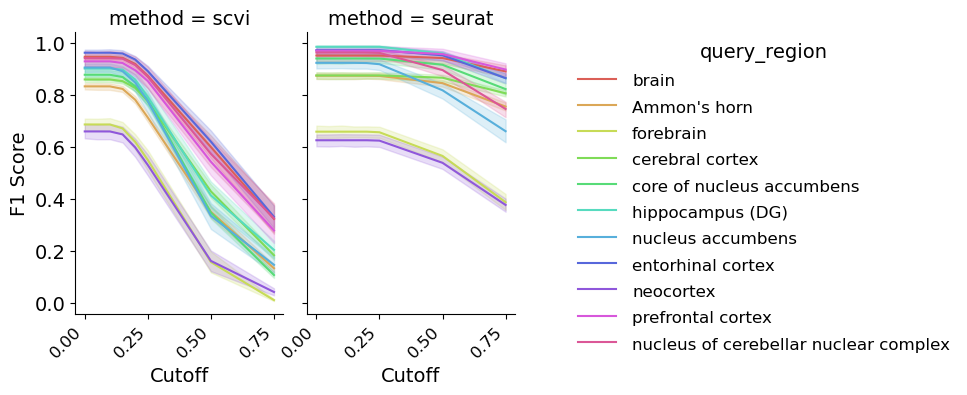 method = scvi
method = seurat
F1 Score
1.0
0.8
0.6
0.4
0.2
0.0
0.00
0.25
0.50
0.75
Cutoff
0.00
0.25
0.50
0.75
Cutoff
query_region
brain
Ammon's horn
forebrain
cerebral cortex
core of nucleus accumbens
hippocampus (DG)
nucleus accumbens
entorhinal cortex
neocortex
prefrontal cortex
nucleus of cerebellar nuclear complex